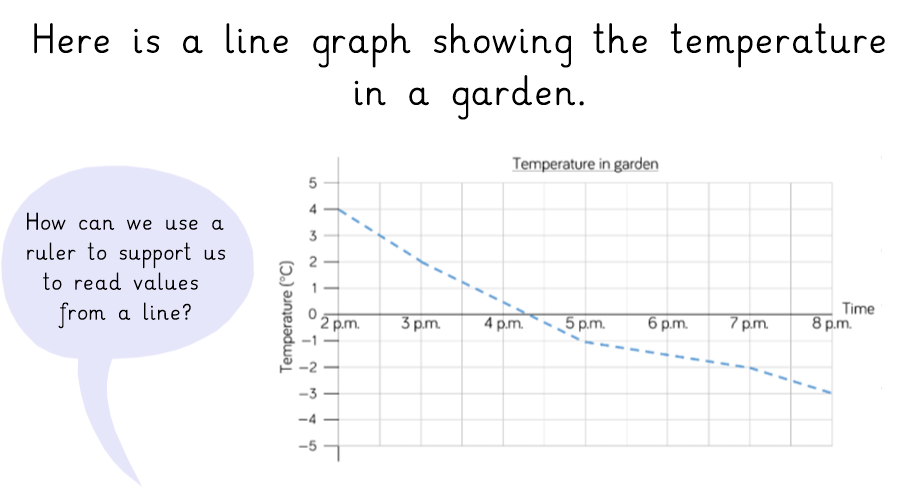 Here is a line graph showing the temperature
in a garden.
How can we use a
ruler to support us
to read values
from a line?
Temperature in garden
Temperature (°C)
5
4
3
2
1
0
−1
−2
−3
−4
−5
2 p.m. 3 p.m. 4 p.m. 5 p.m. 6 p.m. 7 p.m. 8 p.m.
Time